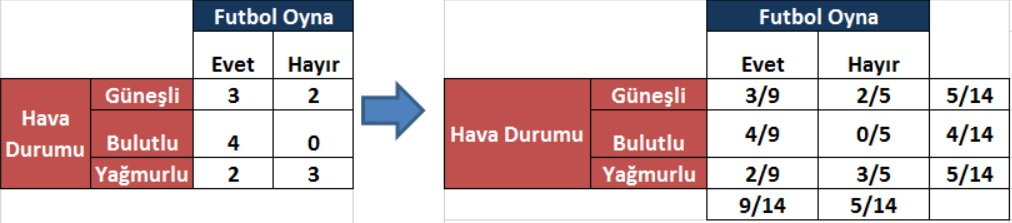 Futbol Oyna
Evet Hayır
Hava Durumu
Güneşli 3 2
Bulutlu 4 0
Yağmurlu 2 3
Futbol Oyna
Evet Hayır
Hava Durumu
Güneşli 3/9 2/5 5/14
Bulutlu 4/9 0/5 4/14
Yağmurlu 2/9 3/5 5/14
9/14 5/14